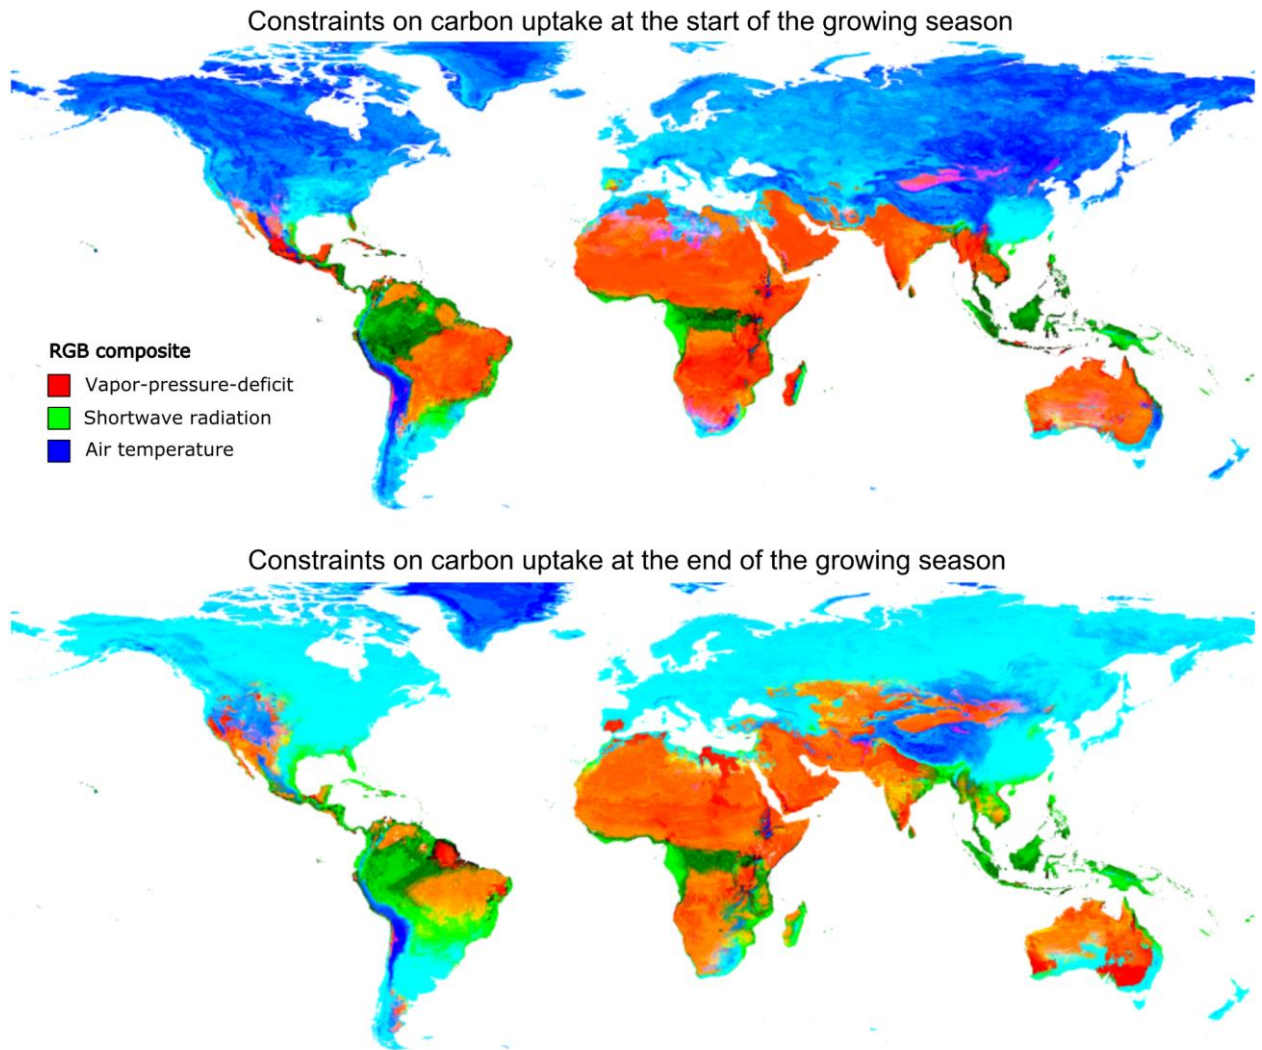 Constraints on carbon uptake at the start of the growing season
RGB composite
Vapor-pressure-deficit
Shortwave radiation
Air temperature
Constraints on carbon uptake at the end of the growing season